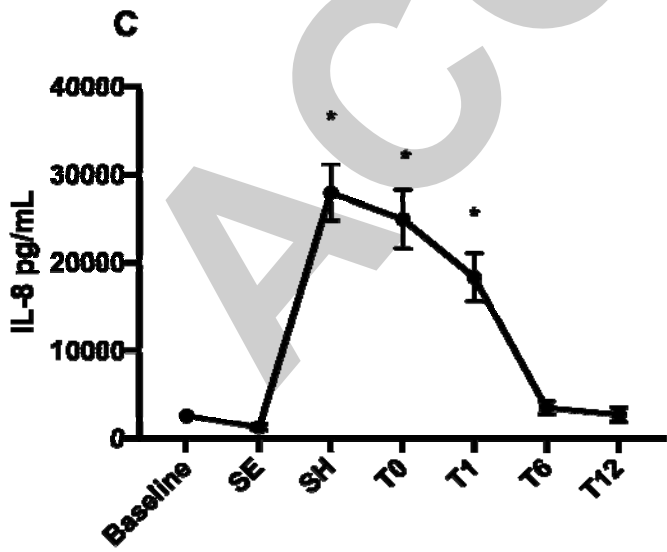 C
40000
*
*
30000
*
IL-8 pg/mL
20000
10000
0
Baseline
SE
SH
T0
T1
T6
T12